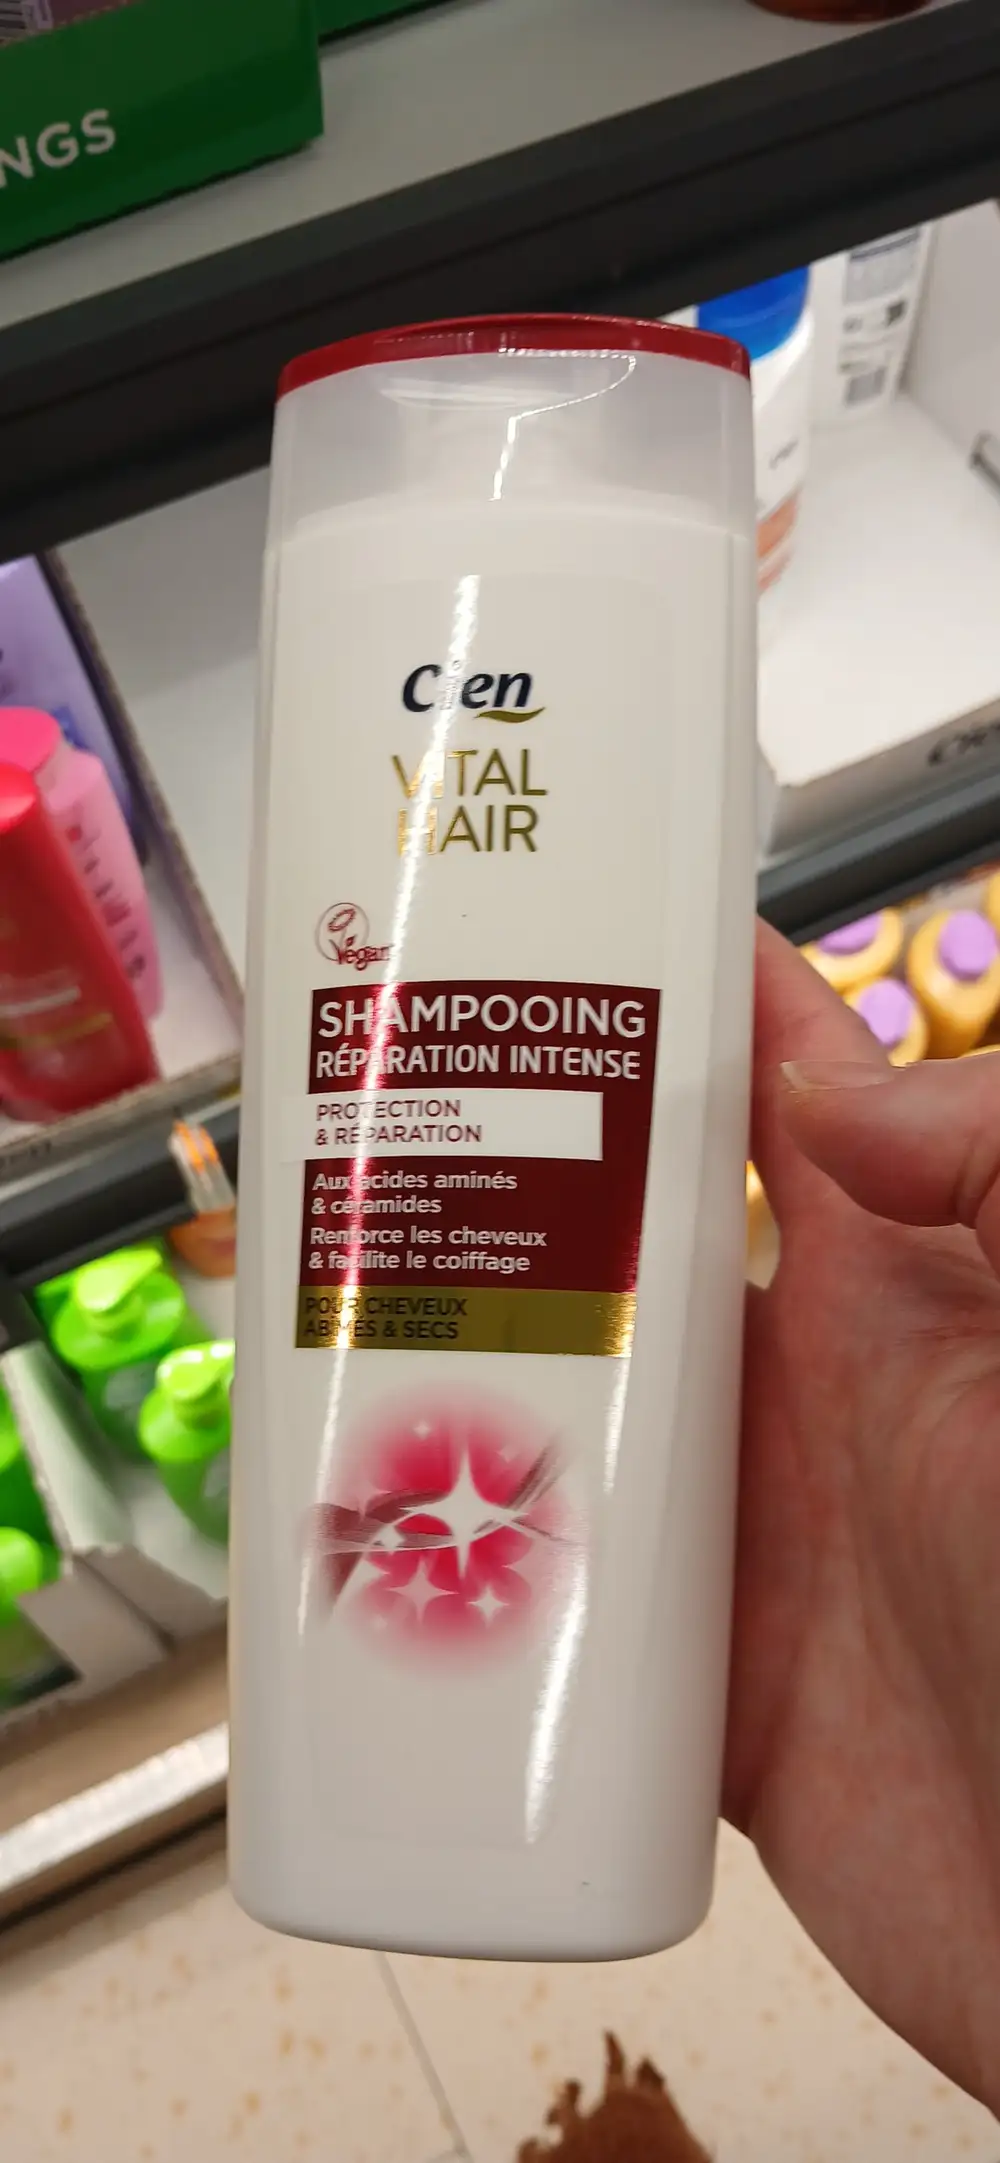 NGS
Cien
VITAL
HAIR
Vegan
SHAMPOOING
RÉPARATION INTENSE
PROTECTION
& RÉPARATION
Aux acides aminés
& céramides
Renforce les cheveux
& facilite le coiffage
POUR CHEVEUX
ABÎMÉS & SECS